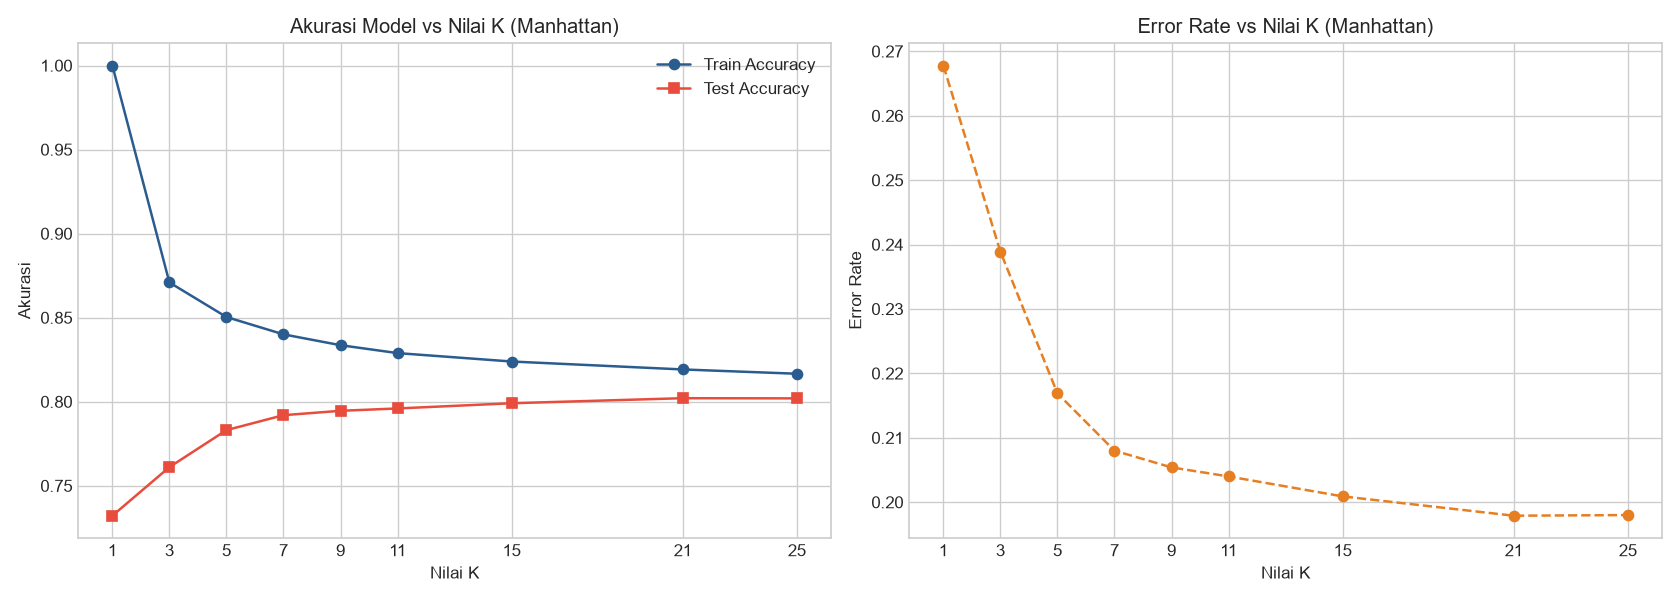 Akurasi Model vs Nilai K (Manhattan)
Train Accuracy
Test Accuracy
1.00
0.95
0.90
0.85
0.80
0.75
Akurasi
1 3 5 7 9 11 15 21 25
Nilai K
Error Rate vs Nilai K (Manhattan)
0.27
0.26
0.25
0.24
0.23
0.22
0.21
0.20
Error Rate
1 3 5 7 9 11 15 21 25
Nilai K